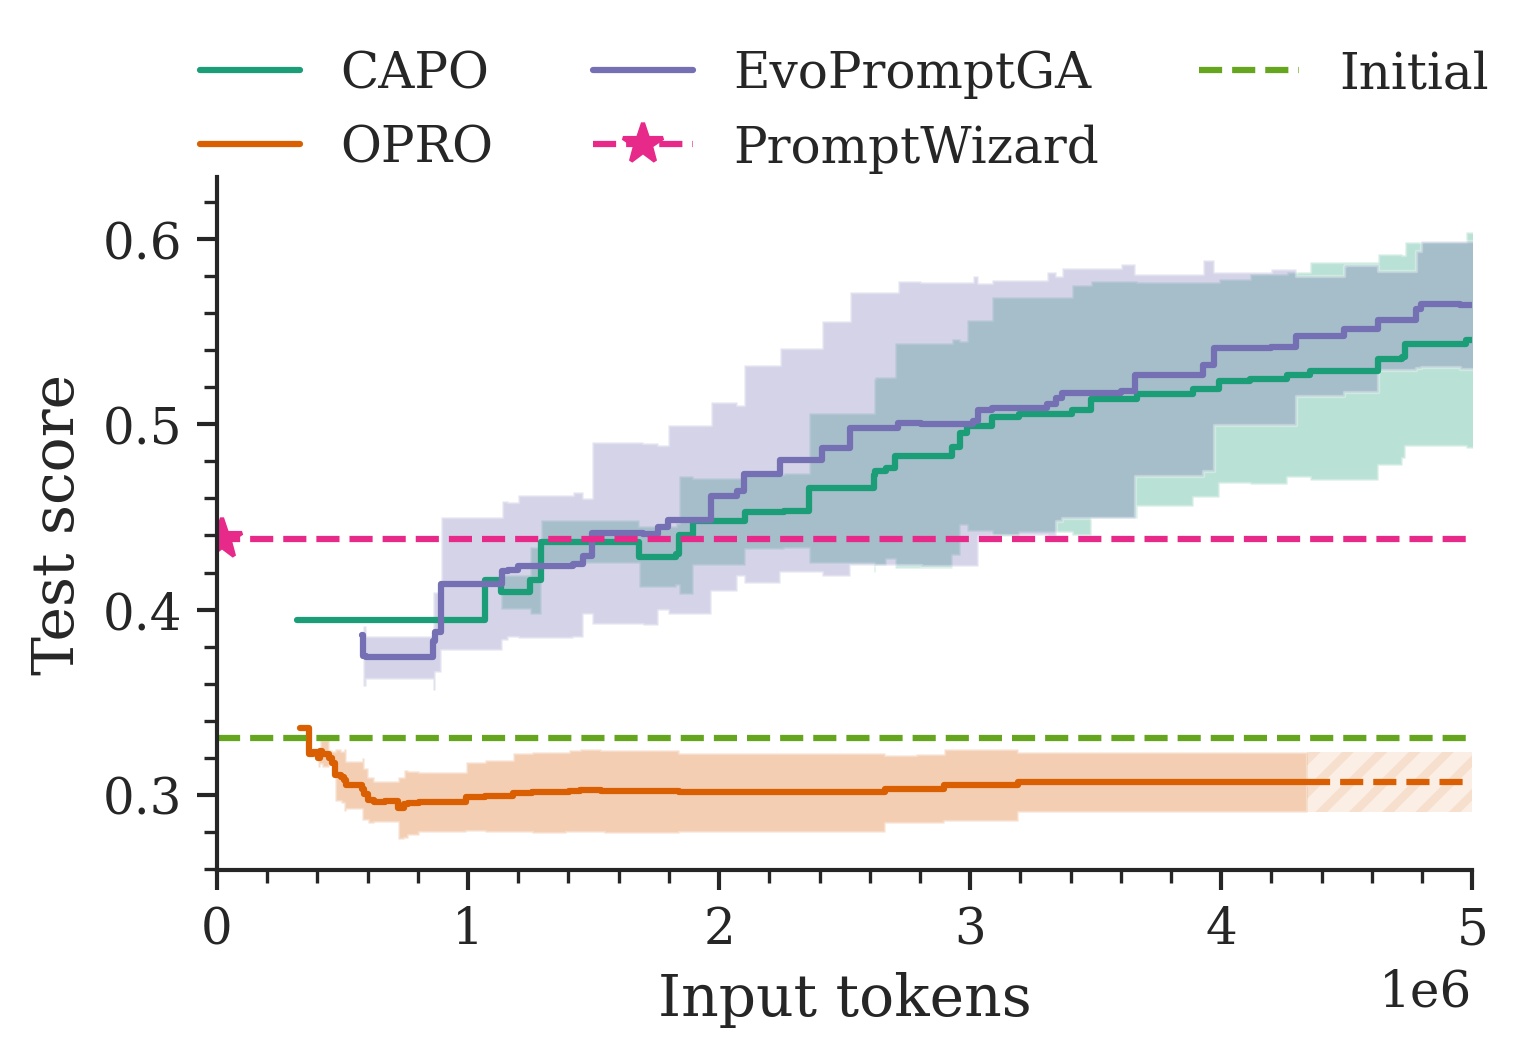 CAPO EvoPromptGA Initial
OPRO PromptWizard
0.6
0.5
0.4
0.3
Test score
0 1 2 3 4 5
1e6
Input tokens